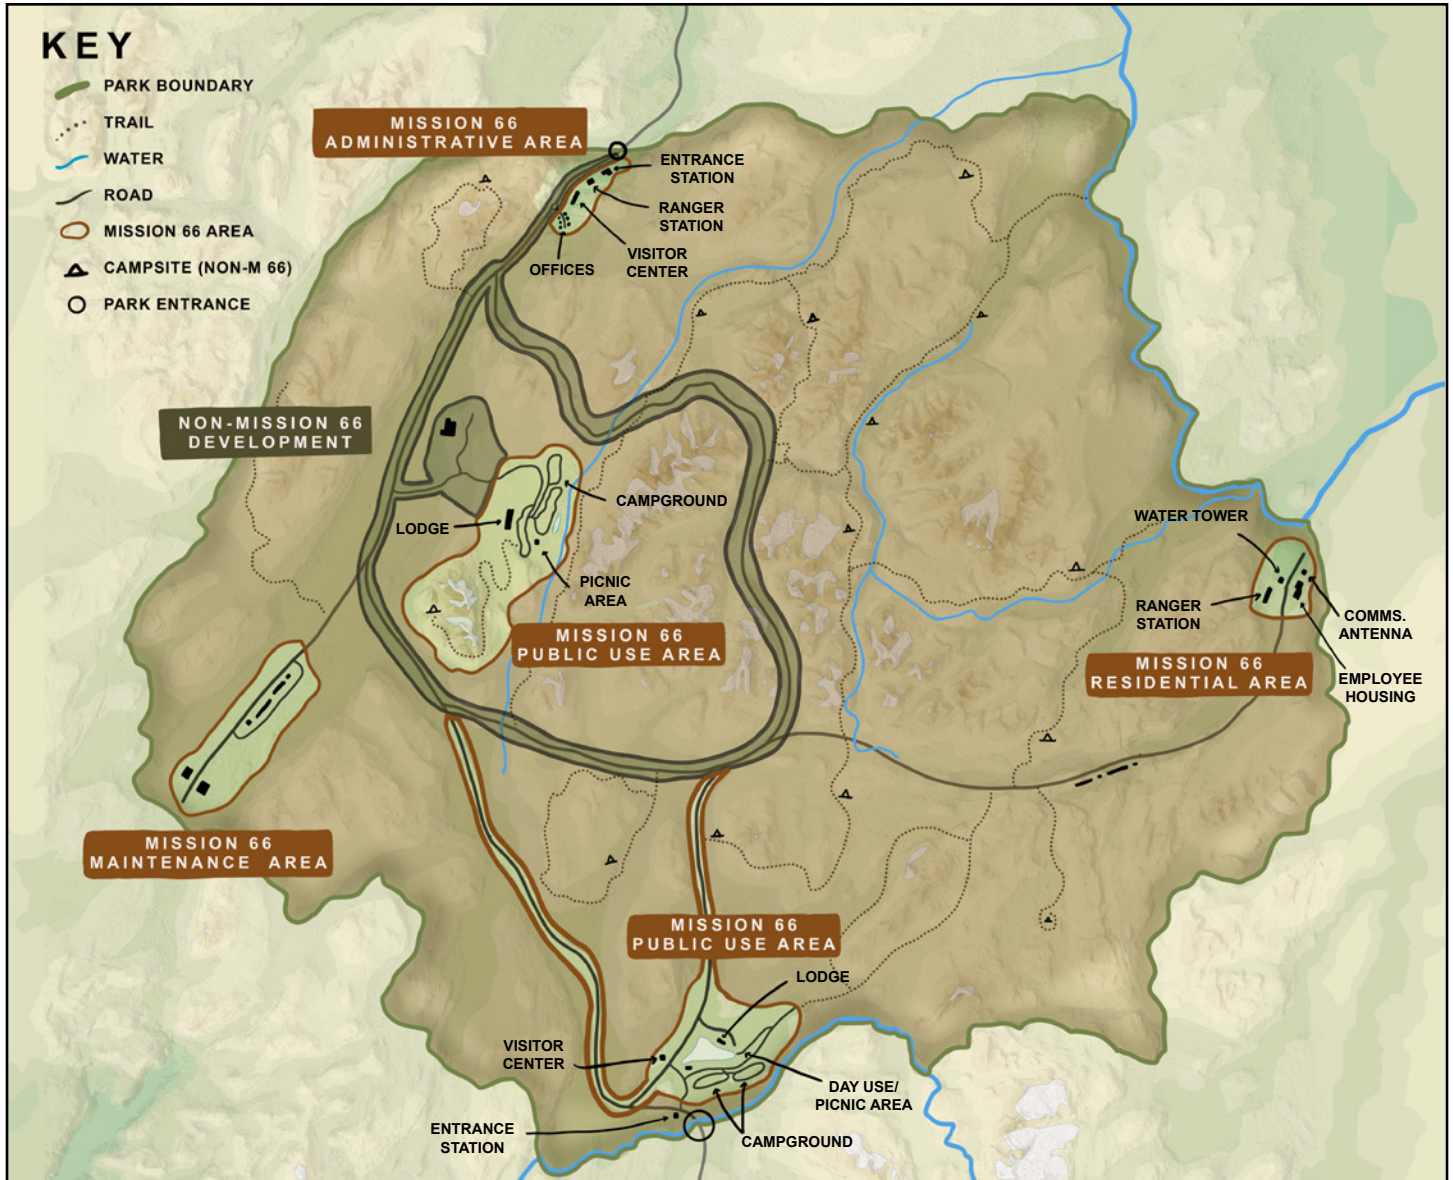 KEY
PARK BOUNDARY
TRAIL
WATER
ROAD
MISSION 66 AREA
CAMPSITE (NON-M 66)
PARK ENTRANCE
MISSION 66
ADMINISTRATIVE AREA
ENTRANCE
STATION
RANGER
STATION
VISITOR
CENTER
OFFICES
NON-MISSION 66
DEVELOPMENT
CAMPGROUND
LODGE
PICNIC
AREA
MISSION 66
PUBLIC USE AREA
WATER TOWER
RANGER
STATION
COMMS.
ANTENNA
MISSION 66
RESIDENTIAL AREA
EMPLOYEE
HOUSING
MISSION 66
MAINTENANCE AREA
MISSION 66
PUBLIC USE AREA
LODGE
VISITOR
CENTER
DAY USE/
PICNIC AREA
ENTRANCE
STATION
CAMPGROUND